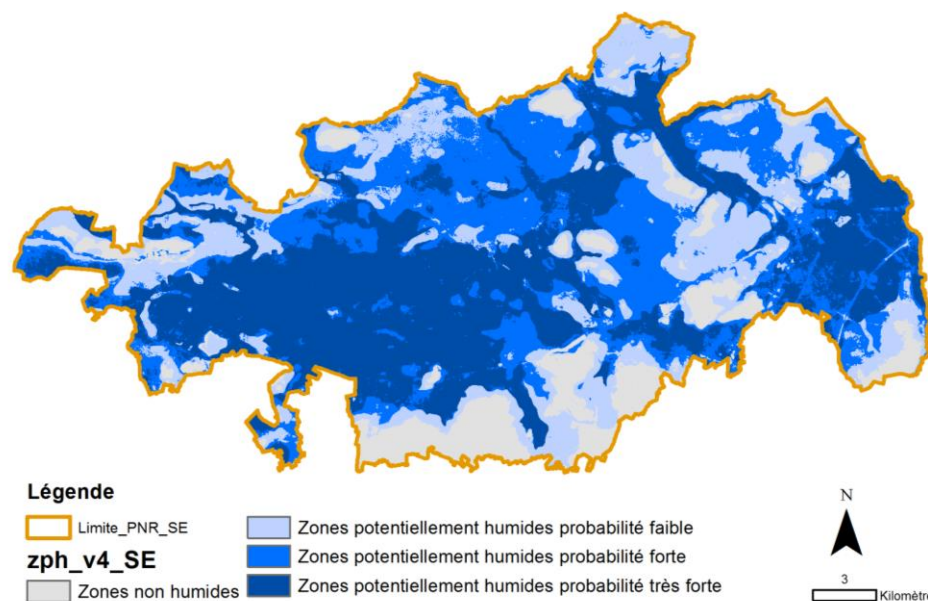 Légende
Limite_PNR_SE
zph_v4_SE
Zones non humides
Zones potentiellement humides probabilité faible
Zones potentiellement humides probabilité forte
Zones potentiellement humides probabilité très forte
N
3
Kilomètre